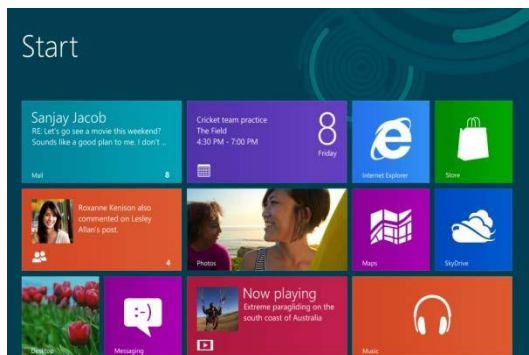 Start
Sanjay Jacob
RE: Let's go see a movie this weekend?
Sounds like a good plan to me. I don't ...
Mail
8
Cricket team practice
The Field
4:30 PM - 7:00 PM
8
Friday
Internet Explorer
Store
Roxanne Kenison also
commented on Lesley
Allan's post.
4
Photos
Maps
SkyDrive
Desktop
:-)
Messaging
Now playing
Extreme paragliding on the
south coast of Australia
Music